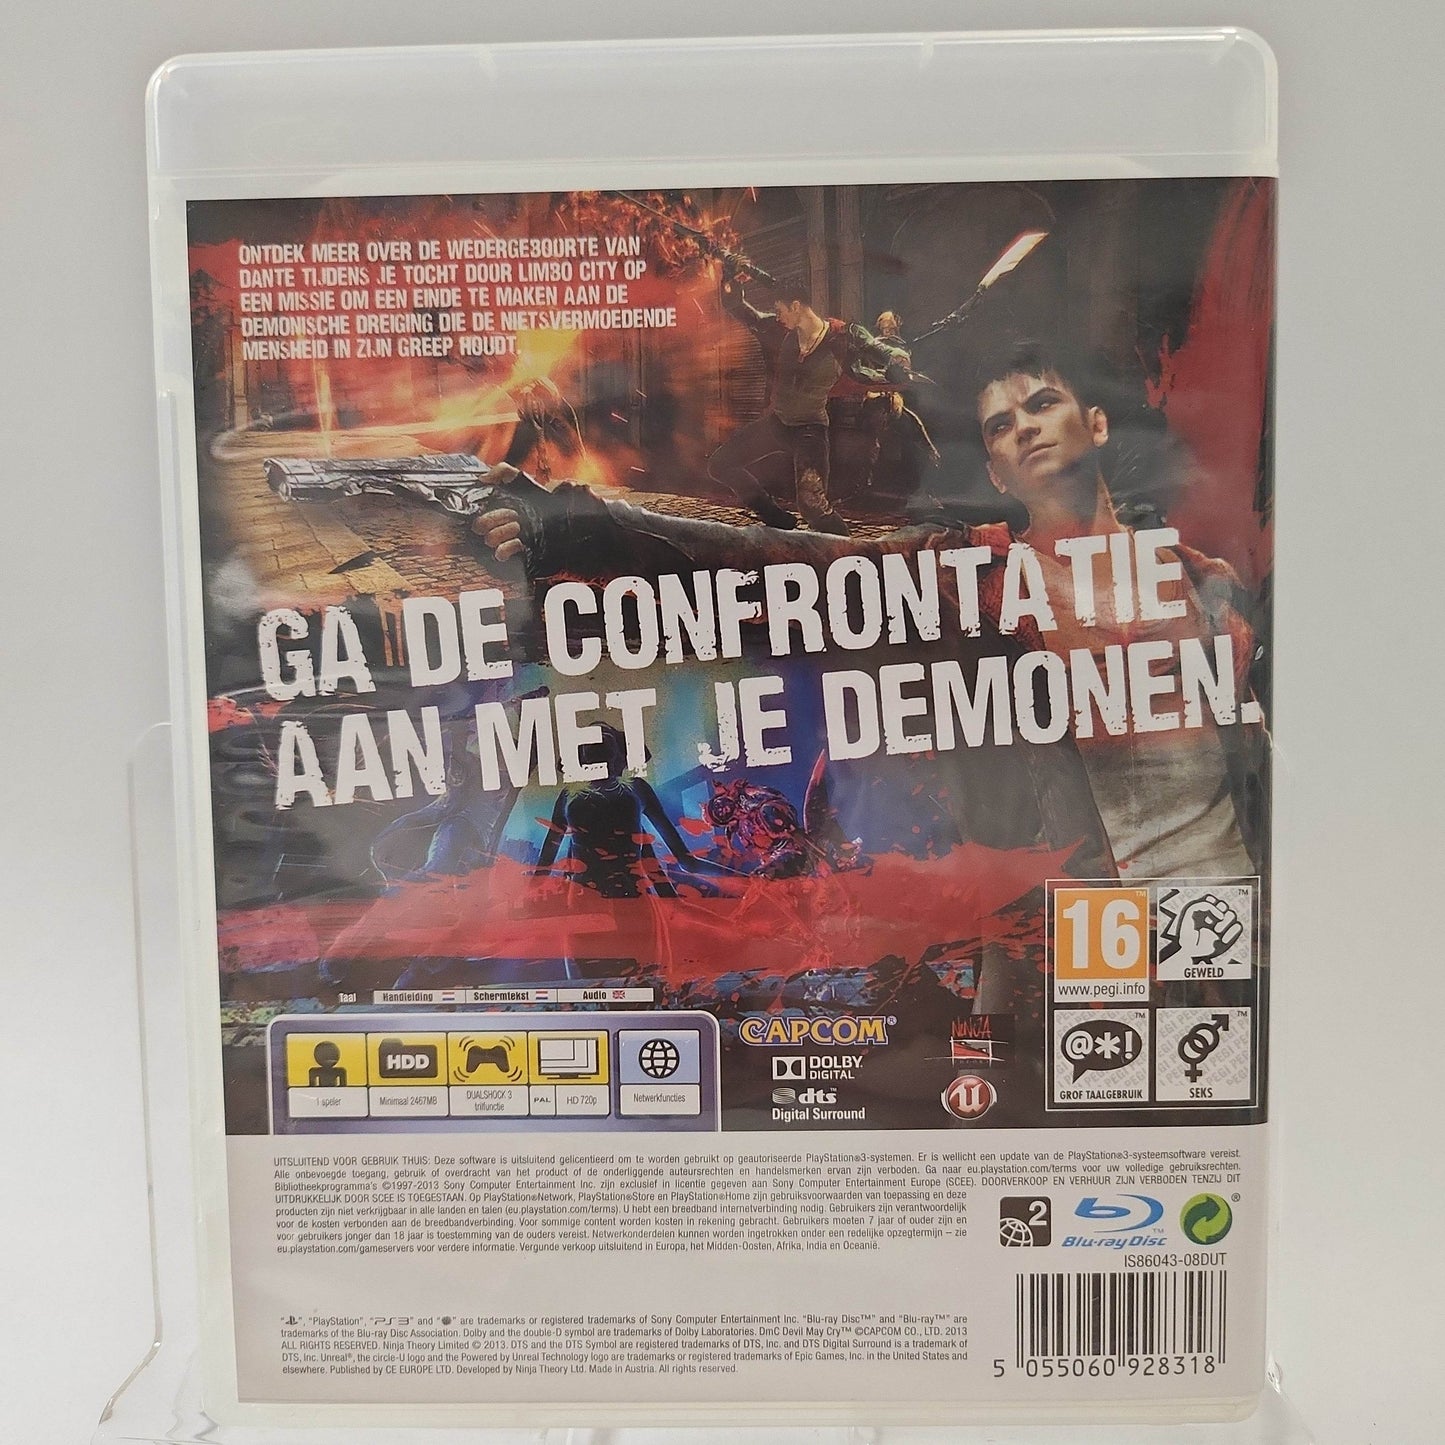 ONTDEK MEER OVER DE WEDERGEBOORTE VAN
DANTE TIJDENS JE TOCHT DOOR LIMBO CITY OP
EEN MISSIE OM EEN EINDE TE MAKEN AAN DE
DEMONISCHE DREIGING DIE DE NIETSVERMOEDENDE
MENSHEID IN ZIJN GREEP HOUDT.
GA DE CONFRONTATIE
AAN MET JE DEMONEN.
16
www.pegi.info
GEWELD
@*!
GROF TAALGEBRUIK
SEKS
Taal Handleiding Schermtekst Audio
HDD
1 speler
Minimaal 2467MB
DUALSHOCK 3
trilfunctie
PAL HD 720p
Netwerkfuncties
CAPCOM
DOLBY
DIGITAL
dts
Digital Surround
NINJA
THEORY
UITSLUITEND VOOR GEBRUIK THUIS: Deze software is uitsluitend gelicentieerd om te worden gebruikt op geautoriseerde PlayStation®3-systemen. Er is wellicht een update van de PlayStation®3-systeemsoftware vereist.
Alle onbevoegde toegang, gebruik of overdracht van het product of de onderliggende auteursrechten en handelsmerken ervan zijn verboden. Ga naar eu.playstation.com/terms voor uw volledige gebruiksrechten.
Bibliotheekprogramma's ©1997-2013 Sony Computer Entertainment Inc. zijn exclusief in licentie gegeven aan Sony Computer Entertainment Europe (SCEE). DOORVERKOOP EN VERHUUR ZIJN VERBODEN TENZIJ DIT
UITDRUKKELIJK DOOR SCEE IS TOEGESTAAN. Op PlayStation®Network, PlayStation®Store en PlayStation®Home zijn gebruiksvoorwaarden van toepassing en deze
producten zijn niet verkrijgbaar in alle landen en talen (eu.playstation.com/terms). U hebt een breedband internetverbinding nodig. Gebruikers zijn verantwoordelijk
voor de kosten verbonden aan de breedbandverbinding. Voor sommige content worden kosten in rekening gebracht. Gebruikers moeten 7 jaar of ouder zijn en
voor gebruikers jonger dan 18 jaar is toestemming van de ouders vereist. Netwerkonderdelen kunnen worden ingetrokken onder een redelijke opzegtermijn – zie
eu.playstation.com/gameservers voor verdere informatie. Vergunde verkoop uitsluitend in Europa, het Midden-Oosten, Afrika, India en Oceanië.
2
Blu-ray Disc
IS86043-08DUT
" ", "PlayStation", "PS3" and " " are trademarks or registered trademarks of Sony Computer Entertainment Inc. "Blu-ray Disc™" and "Blu-ray™" are
trademarks of the Blu-ray Disc Association. Dolby and the double-D symbol are trademarks of Dolby Laboratories. DmC Devil May Cry™ ©CAPCOM CO., LTD. 2013
ALL RIGHTS RESERVED. Ninja Theory Limited © 2013. DTS and the DTS Symbol are registered trademarks of DTS, Inc. and DTS Digital Surround is a trademark of
DTS, Inc. Unreal®, the circle-U logo and the Powered by Unreal Technology logo are trademarks or registered trademarks of Epic Games, Inc. in the United States and
elsewhere. Published by CE EUROPE LTD. Developed by Ninja Theory Ltd. Made in Austria. All rights reserved.
5 055060 928318